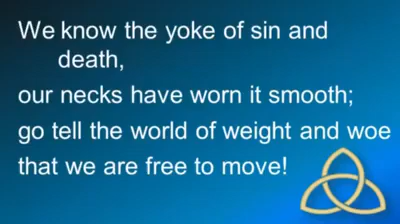 We know the yoke of sin and
death,
our necks have worn it smooth;
go tell the world of weight and woe
that we are free to move!